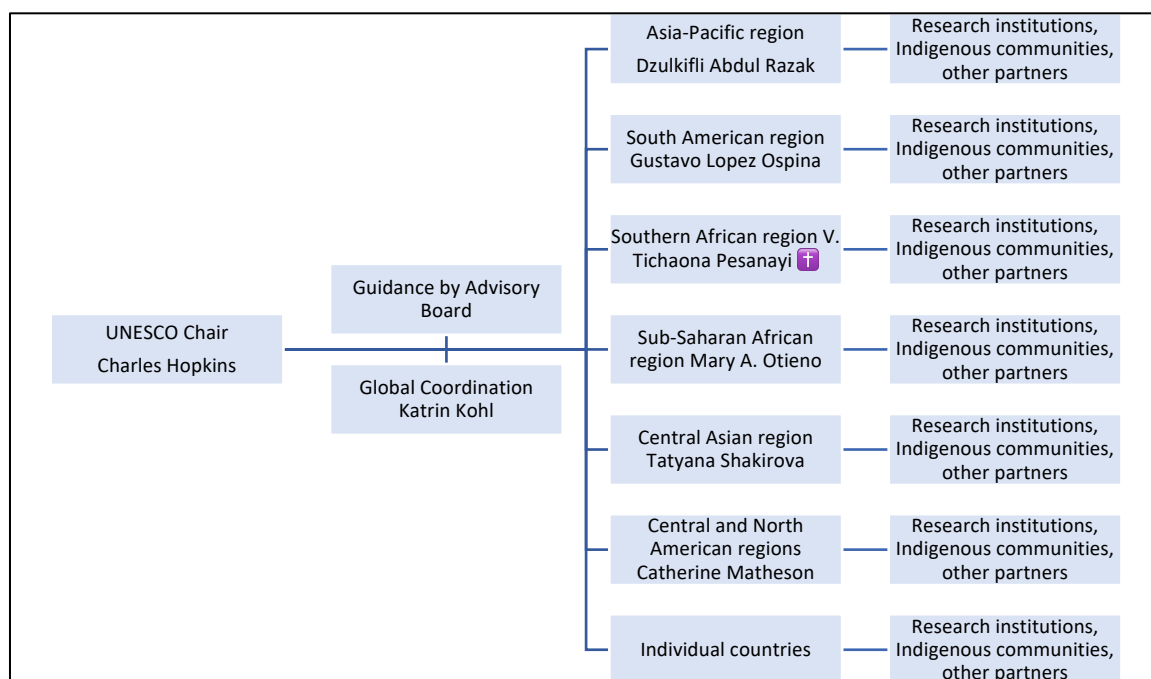 UNESCO Chair
Charles Hopkins
Guidance by Advisory
Board
Global Coordination
Katrin Kohl
Asia-Pacific region
Dzulkifli Abdul Razak
Research institutions,
Indigenous communities,
other partners
South American region
Gustavo Lopez Ospina
Research institutions,
Indigenous communities,
other partners
Southern African region V.
Tichaona Pesanayi ✝️
Research institutions,
Indigenous communities,
other partners
Sub-Saharan African
region Mary A. Otieno
Research institutions,
Indigenous communities,
other partners
Central Asian region
Tatyana Shakirova
Research institutions,
Indigenous communities,
other partners
Central and North
American regions
Catherine Matheson
Research institutions,
Indigenous communities,
other partners
Individual countries
Research institutions,
Indigenous communities,
other partners